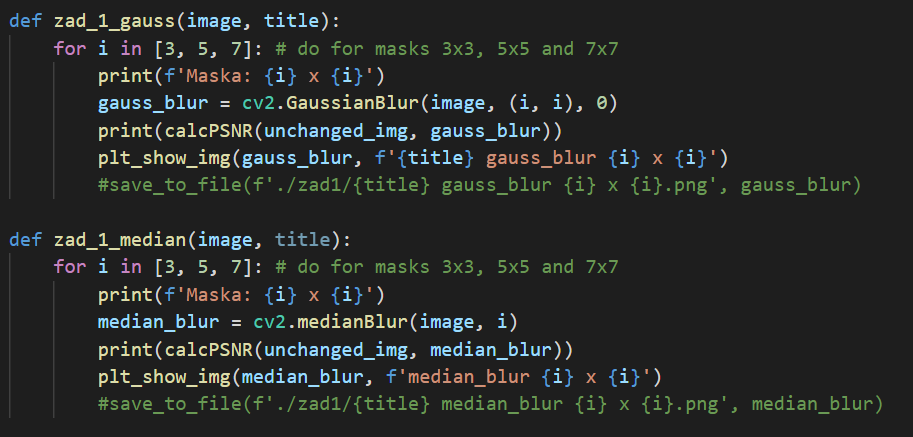 def zad_1_gauss(image, title):
    for i in [3, 5, 7]: # do for masks 3x3, 5x5 and 7x7
        print(f'Maska: {i} x {i}')
        gauss_blur = cv2.GaussianBlur(image, (i, i), 0)
        print(calcPSNR(unchanged_img, gauss_blur))
        plt_show_img(gauss_blur, f'{title} gauss_blur {i} x {i}')
        #save_to_file(f'./zad1/{title} gauss_blur {i} x {i}.png', gauss_blur)

def zad_1_median(image, title):
    for i in [3, 5, 7]: # do for masks 3x3, 5x5 and 7x7
        print(f'Maska: {i} x {i}')
        median_blur = cv2.medianBlur(image, i)
        print(calcPSNR(unchanged_img, median_blur))
        plt_show_img(median_blur, f'median_blur {i} x {i}')
        #save_to_file(f'./zad1/{title} median_blur {i} x {i}.png', median_blur)